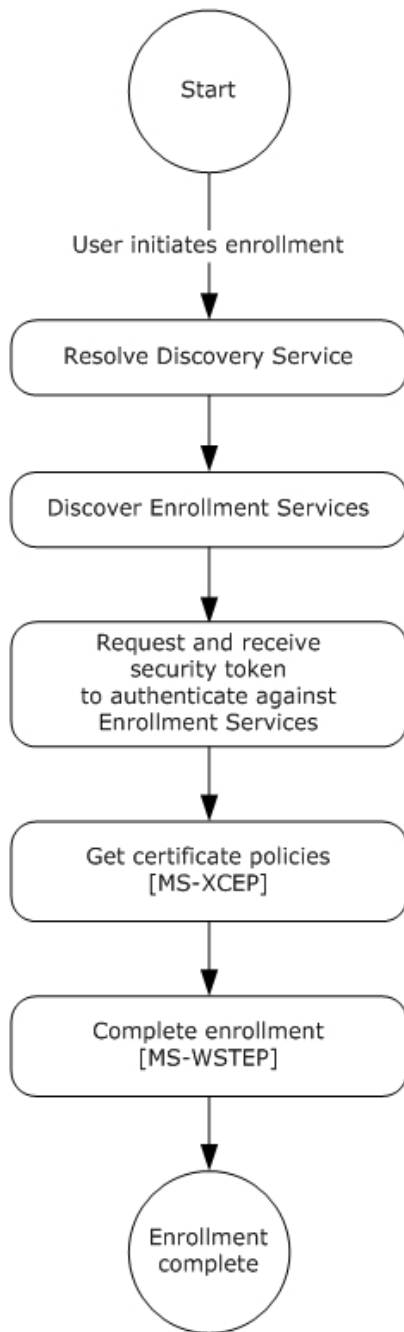 Start
User initiates enrollment
Resolve Discovery Service
Discover Enrollment Services
Request and receive
security token
to authenticate against
Enrollment Services
Get certificate policies
[MS-XCEP]
Complete enrollment
[MS-WSTEP]
Enrollment
complete